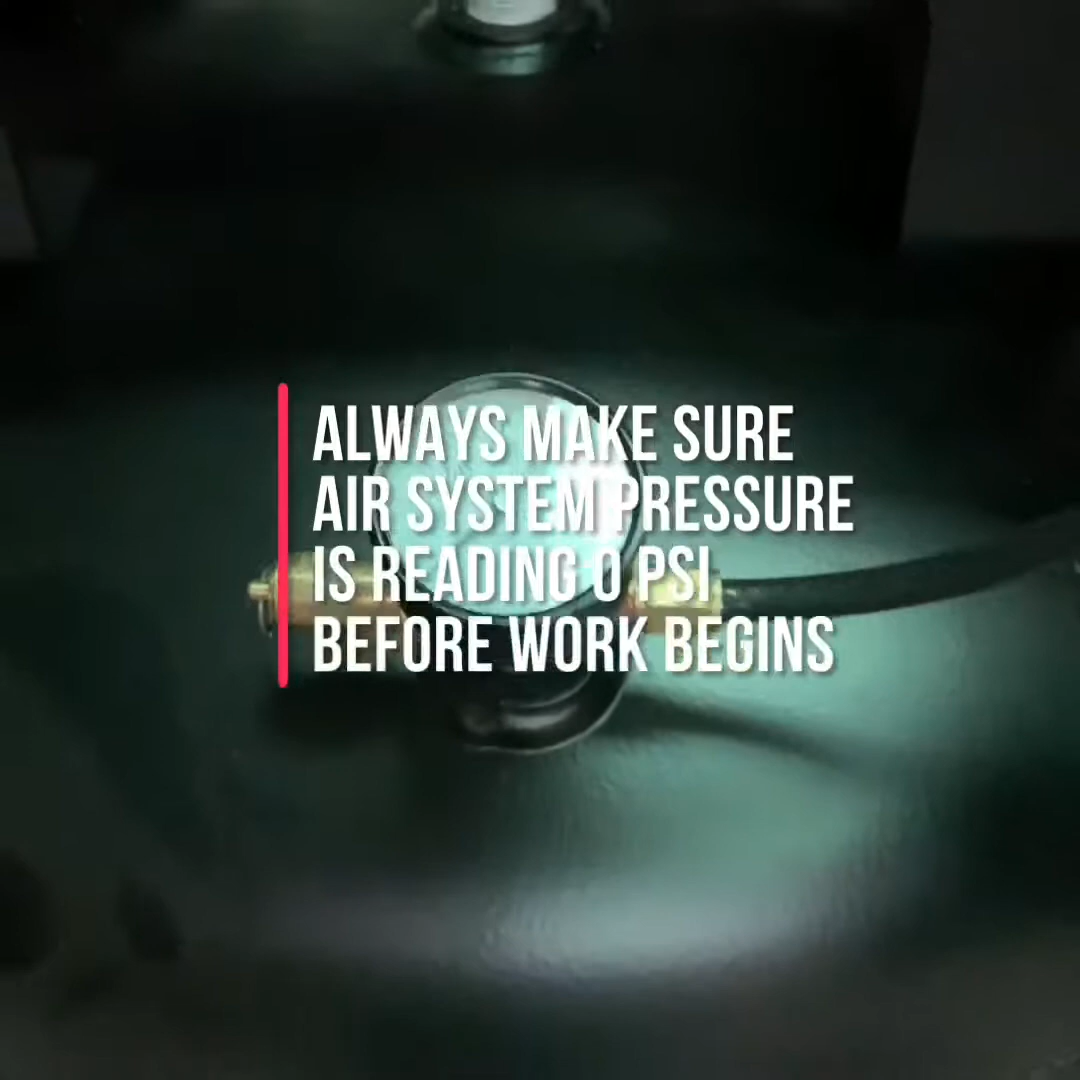 ALWAYS MAKE SURE
AIR SYSTEM PRESSURE
IS READING 0 PSI
BEFORE WORK BEGINS